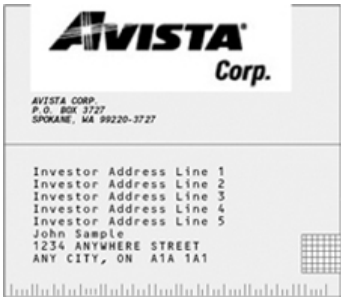 AVISTA
Corp.
AVISTA CORP.
P.O. BOX 3727
SPOKANE, WA 99220-3727
Investor Address Line 1
Investor Address Line 2
Investor Address Line 3
Investor Address Line 4
Investor Address Line 5
John Sample
1234 ANYWHERE STREET
ANY CITY, ON A1A 1A1